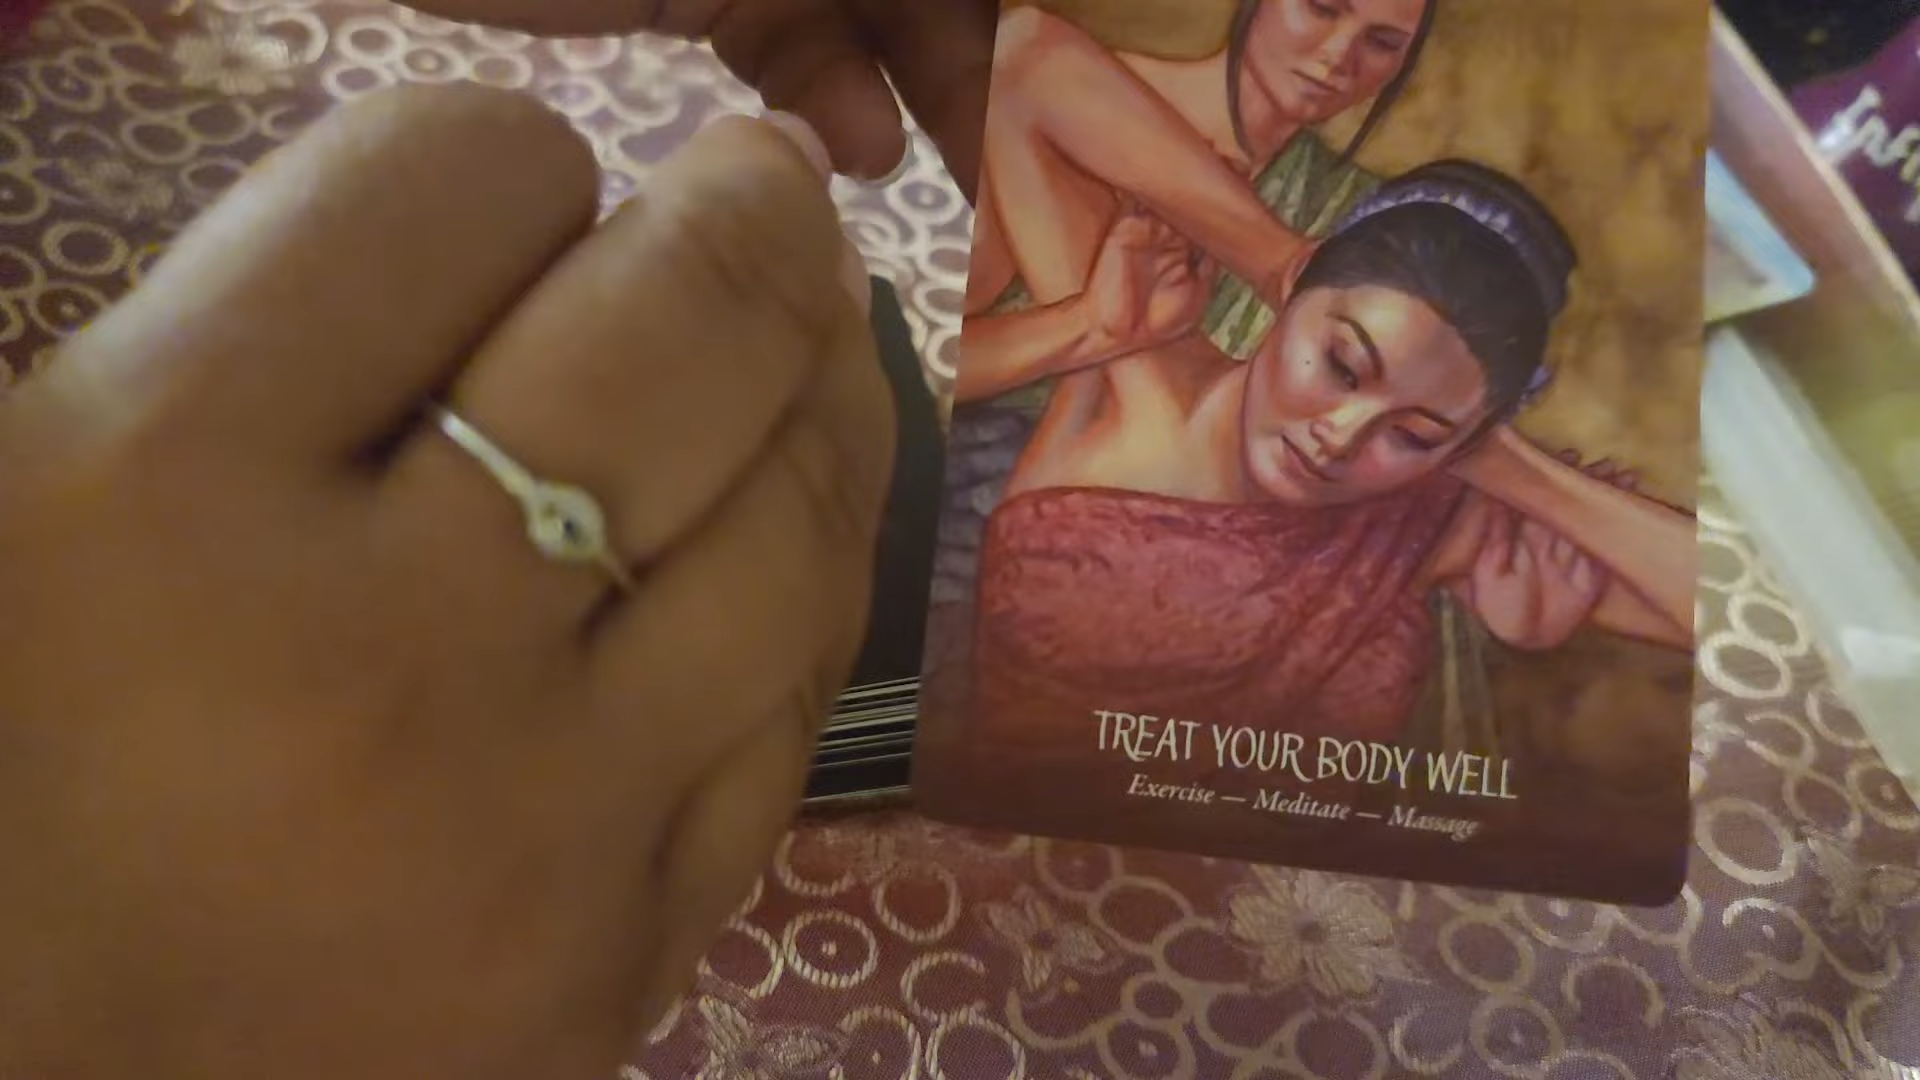 TREAT YOUR BODY WELL
Exercise — Meditate — Massage